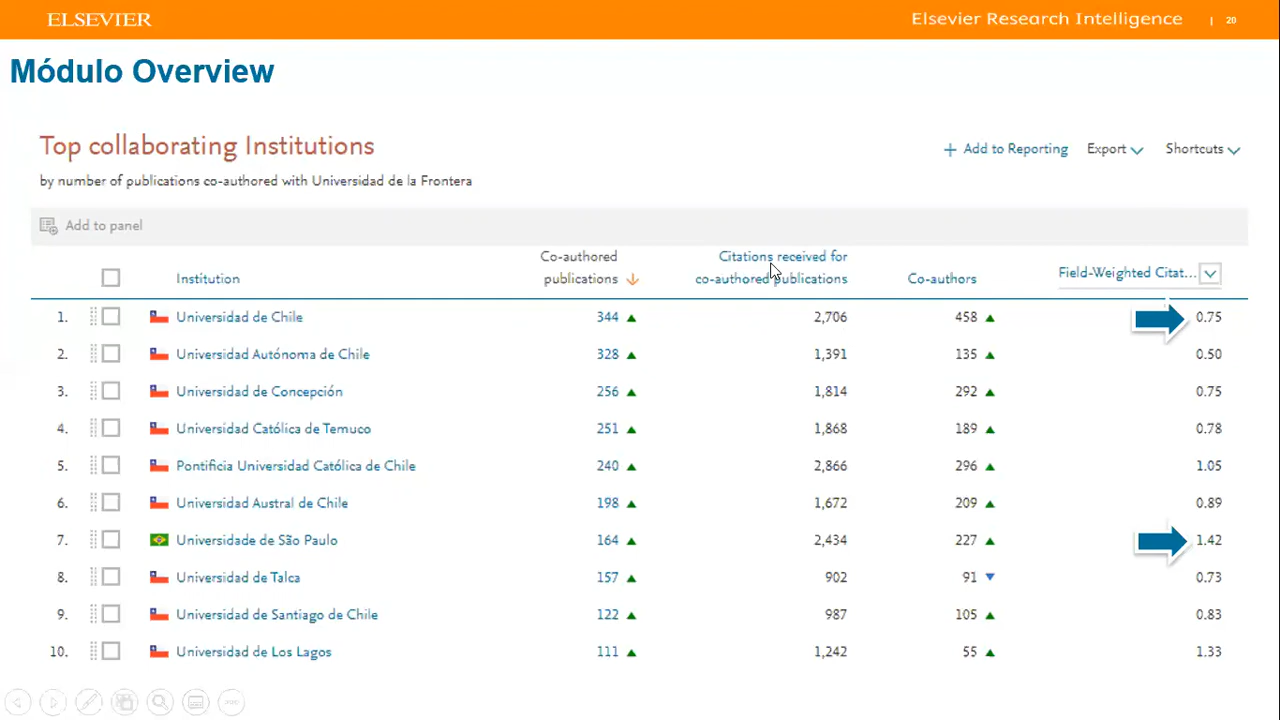 ELSEVIER
Elsevier Research Intelligence | 20
Módulo Overview
Top collaborating Institutions
+ Add to Reporting Export Shortcuts
by number of publications co-authored with Universidad de la Frontera
Add to panel
Institution Co-authored publications Citations received for co-authored publications Co-authors Field-Weighted Citat...
1. Universidad de Chile 344 2,706 458 0.75
2. Universidad Autónoma de Chile 328 1,391 135 0.50
3. Universidad de Concepción 256 1,814 292 0.75
4. Universidad Católica de Temuco 251 1,868 189 0.78
5. Pontificia Universidad Católica de Chile 240 2,866 296 1.05
6. Universidad Austral de Chile 198 1,672 209 0.89
7. Universidade de São Paulo 164 2,434 227 1.42
8. Universidad de Talca 157 902 91 0.73
9. Universidad de Santiago de Chile 122 987 105 0.83
10. Universidad de Los Lagos 111 1,242 55 1.33